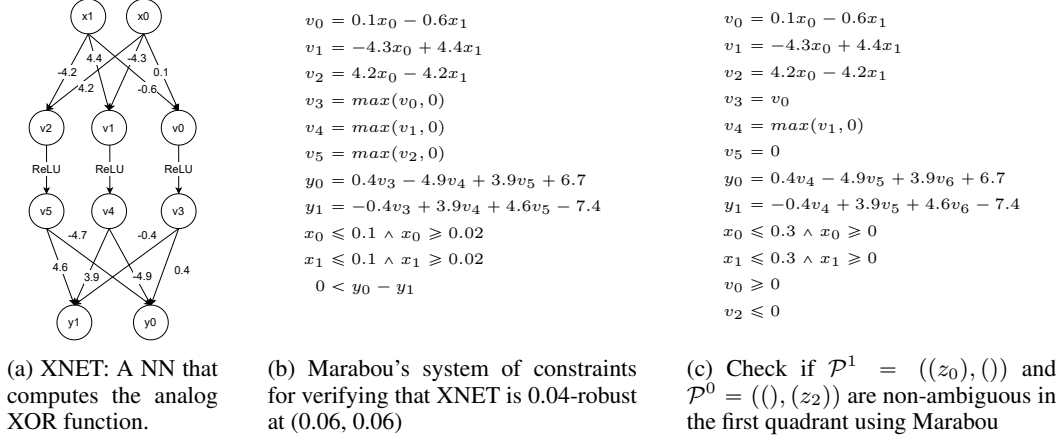 x1 x0
-4.2 4.4 -4.3 0.1
4.2 -0.6
v2 v1 v0
ReLU ReLU ReLU
v5 v4 v3
-4.7 -0.4
4.6 3.9 -4.9 0.4
y1 y0
(a) XNET: A NN that
computes the analog
XOR function.
v₀ = 0.1x₀ − 0.6x₁
v₁ = −4.3x₀ + 4.4x₁
v₂ = 4.2x₀ − 4.2x₁
v₃ = max(v₀, 0)
v₄ = max(v₁, 0)
v₅ = max(v₂, 0)
y₀ = 0.4v₃ − 4.9v₄ + 3.9v₅ + 6.7
y₁ = −0.4v₃ + 3.9v₄ + 4.6v₅ − 7.4
x₀ ⩽ 0.1 ∧ x₀ ⩾ 0.02
x₁ ⩽ 0.1 ∧ x₁ ⩾ 0.02
0 < y₀ − y₁
(b) Marabou's system of constraints
for verifying that XNET is 0.04-robust
at (0.06, 0.06)
v₀ = 0.1x₀ − 0.6x₁
v₁ = −4.3x₀ + 4.4x₁
v₂ = 4.2x₀ − 4.2x₁
v₃ = v₀
v₄ = max(v₁, 0)
v₅ = 0
y₀ = 0.4v₄ − 4.9v₅ + 3.9v₆ + 6.7
y₁ = −0.4v₄ + 3.9v₅ + 4.6v₆ − 7.4
x₀ ⩽ 0.3 ∧ x₀ ⩾ 0
x₁ ⩽ 0.3 ∧ x₁ ⩾ 0
v₀ ⩾ 0
v₂ ⩽ 0
(c) Check if 𝒫¹ = ((z₀), ()) and
𝒫⁰ = ((), (z₂)) are non-ambiguous in
the first quadrant using Marabou